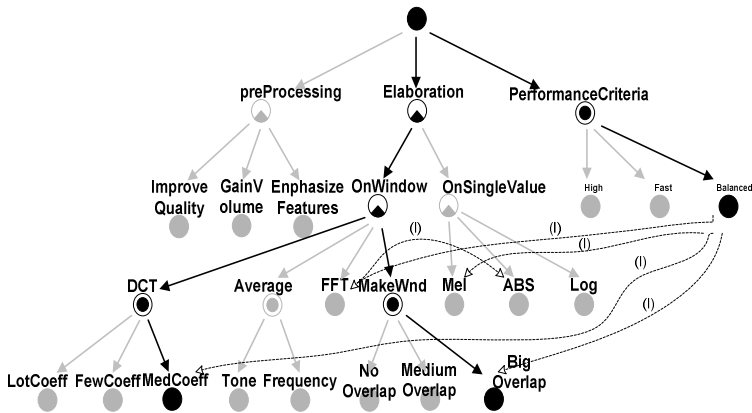 preProcessing
Elaboration
PerformanceCriteria
Improve
Quality
GainV
olume
Enphasize
Features
OnWindow
OnSingleValue
High
Fast
Balanced
(I)
(I)
(I)
(I)
(I)
DCT
Average
FFT
MakeWnd
Mel
ABS
Log
LotCoeff
FewCoeff
MedCoeff
Tone
Frequency
No
Overlap
Medium
Overlap
Big
Overlap